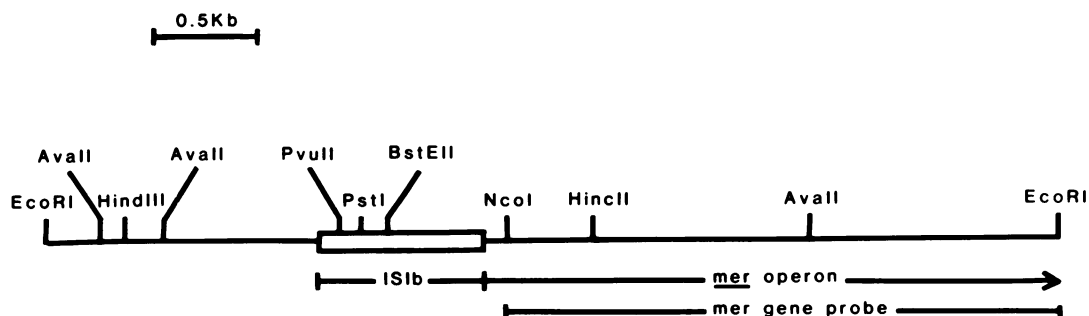 0.5Kb
AvaII AvaII PvuII BstEII
EcoRI HindIII PstI NcoI HincII AvaII EcoRI
ISIb mer operon
mer gene probe